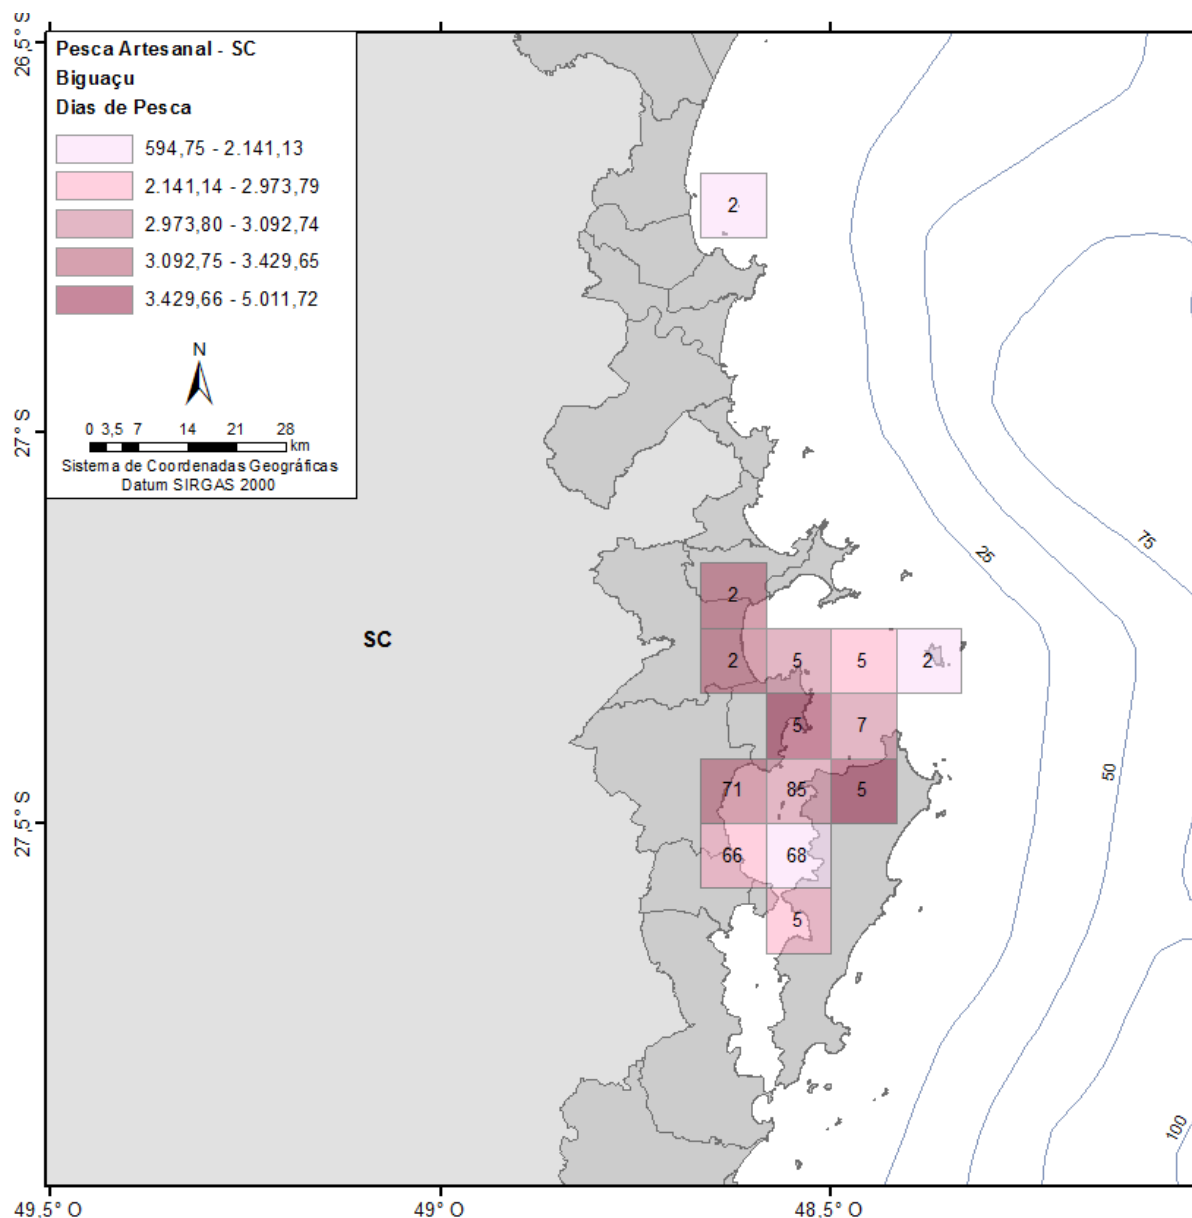 26,5° S
Pesca Artesanal - SC
Biguaçu
Dias de Pesca
594,75 - 2.141,13
2.141,14 - 2.973,79
2.973,80 - 3.092,74
3.092,75 - 3.429,65
3.429,66 - 5.011,72
N
0 3,5 7 14 21 28
km
Sistema de Coordenadas Geográficas
Datum SIRGAS 2000
2
27° S
75
25
2
SC
2 5 5 2
5 7
50
71 85 5
27,5° S
66 68
5
100
49,5° O 49° O 48,5° O